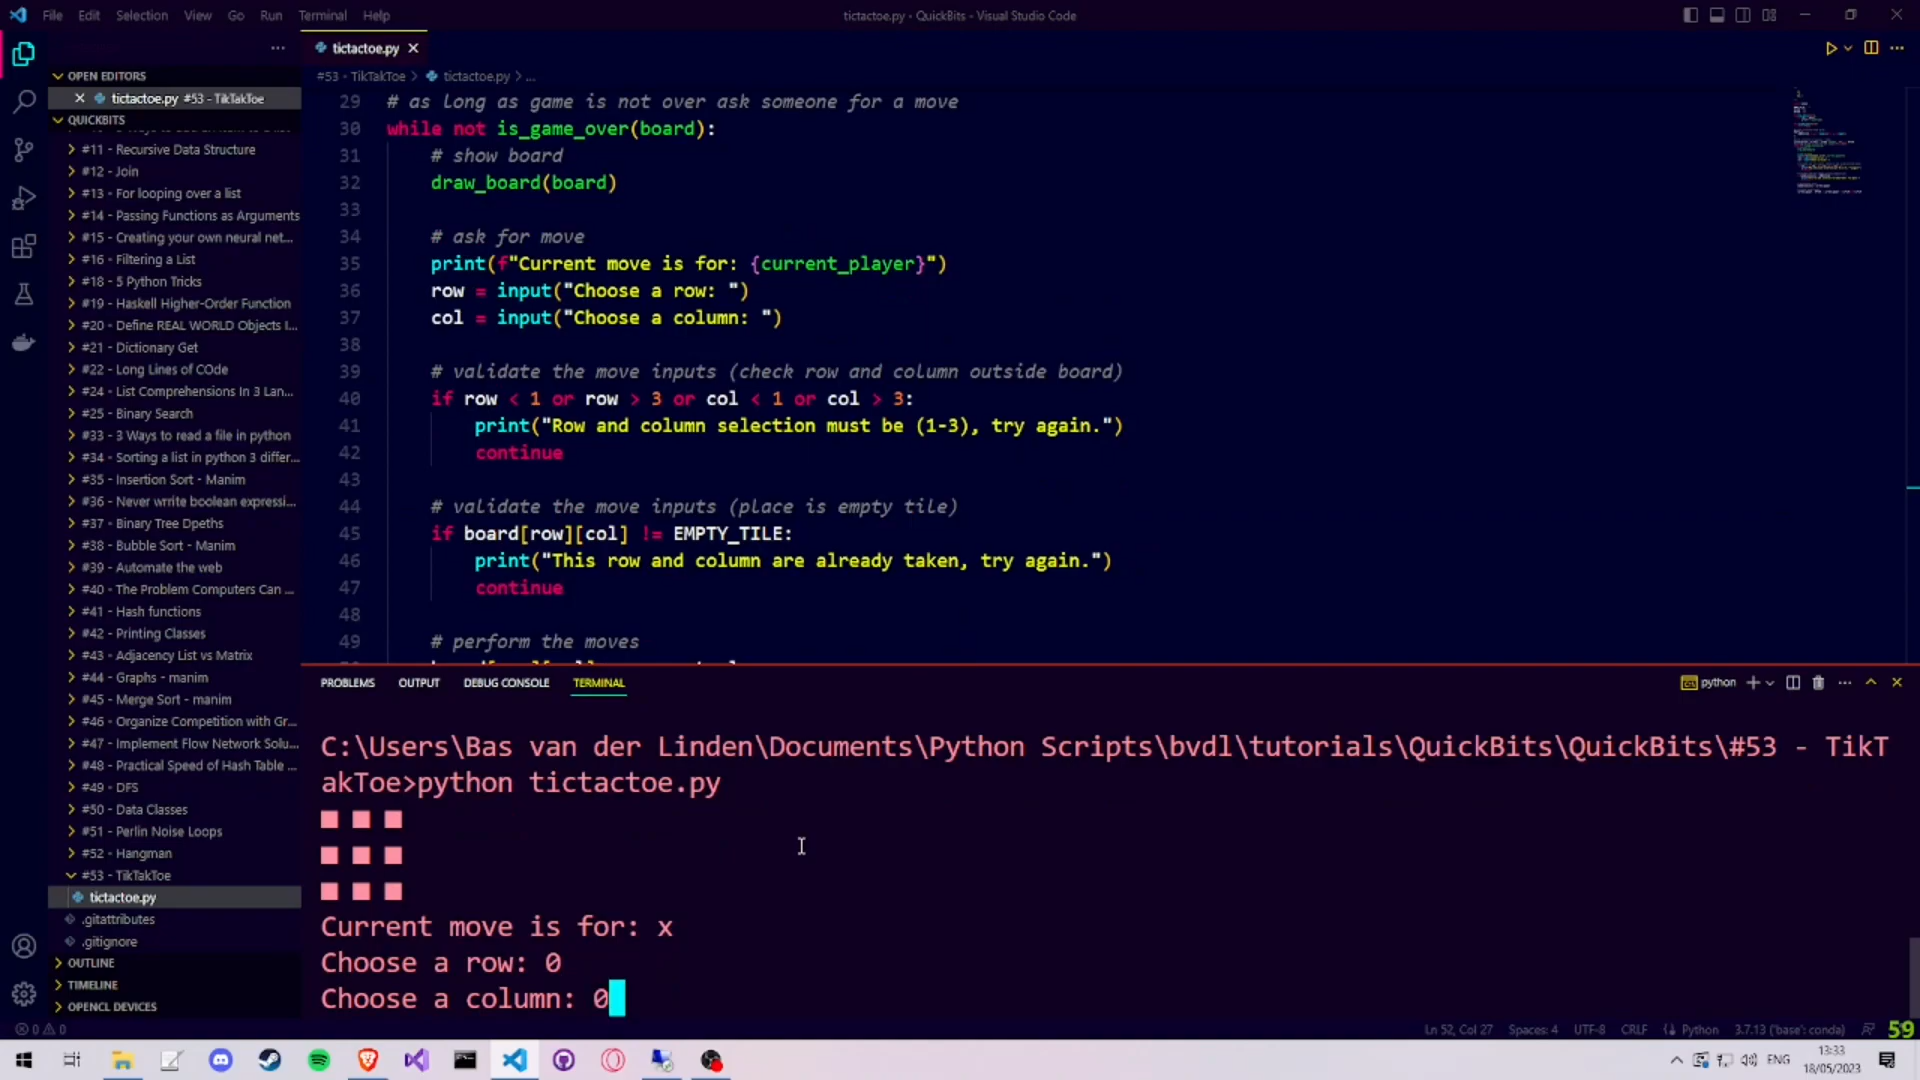 File Edit Selection View Go Run Terminal Help
tictactoe.py - QuickBits - Visual Studio Code
OPEN EDITORS
tictactoe.py #53 - TikTakToe
QUICKBITS
#11 - Recursive Data Structure
#12 - Join
#13 - For looping over a list
#14 - Passing Functions as Arguments
#15 - Creating your own neural net...
#16 - Filtering a List
#18 - 5 Python Tricks
#19 - Haskell Higher-Order Function
#20 - Define REAL WORLD Objects I...
#21 - Dictionary Get
#22 - Long Lines of COde
#24 - List Comprehensions In 3 Lan...
#25 - Binary Search
#33 - 3 Ways to read a file in python
#34 - Sorting a list in python 3 differ...
#35 - Insertion Sort - Manim
#36 - Never wrrite boolean expressi...
#37 - Binary Tree Dpeths
#38 - Bubble Sort - Manim
#39 - Automate the web
#40 - The Problem Computers Can ...
#41 - Hash functions
#42 - Printing Classes
#43 - Adjacency List vs Matrix
#44 - Graphs - manim
#45 - Merge Sort - manim
#46 - Organize Competition with Gr...
#47 - Implement Flow Network Solu...
#48 - Practical Speed of Hash Table ...
#49 - DFS
#50 - Data Classes
#51 - Perlin Noise Loops
#52 - Hangman
#53 - TikTakToe
tictactoe.py
.gitattributes
.gitignore
OUTLINE
TIMELINE
OPENCL DEVICES
tictactoe.py
#53 - TikTakToe > tictactoe.py > ...
29 # as long as game is not over ask someone for a move
30 while not is_game_over(board):
31 # show board
32 draw_board(board)
33
34 # ask for move
35 print(f"Current move is for: {current_player}")
36 row = input("Choose a row: ")
37 col = input("Choose a column: ")
38
39 # validate the move inputs (check row and column outside board)
40 if row < 1 or row > 3 or col < 1 or col > 3:
41 print("Row and column selection must be (1-3), try again.")
42 continue
43
44 # validate the move inputs (place is empty tile)
45 if board[row][col] != EMPTY_TILE:
46 print("This row and column are already taken, try again.")
47 continue
48
49 # perform the moves
PROBLEMS OUTPUT DEBUG CONSOLE TERMINAL
python
C:\Users\Bas van der Linden\Documents\Python Scripts\bvdl\tutorials\QuickBits\QuickBits\#53 - TikT
akToe>python tictactoe.py
■ ■ ■
■ ■ ■
■ ■ ■
Current move is for: x
Choose a row: 0
Choose a column: 0
0 0
Ln 52, Col 27 Spaces: 4 UTF-8 CRLF Python 3.7.13 ('base': conda)
59
ENG
13:33
18/05/2023